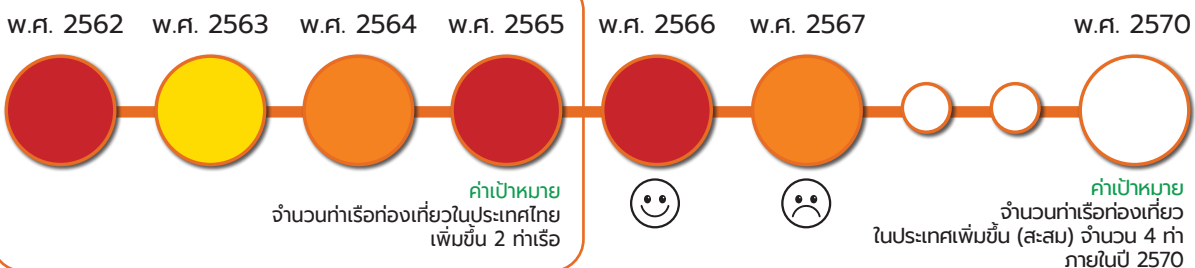 พ.ศ. 2562 พ.ศ. 2563 พ.ศ. 2564 พ.ศ. 2565 พ.ศ. 2566 พ.ศ. 2567 พ.ศ. 2570
ค่าเป้าหมาย
จำนวนท่าเรือท่องเที่ยวในประเทศไทย
เพิ่มขึ้น 2 ท่าเรือ
ค่าเป้าหมาย
จำนวนท่าเรือท่องเที่ยว
ในประเทศเพิ่มขึ้น (สะสม) จำนวน 4 ท่า
ภายในปี 2570